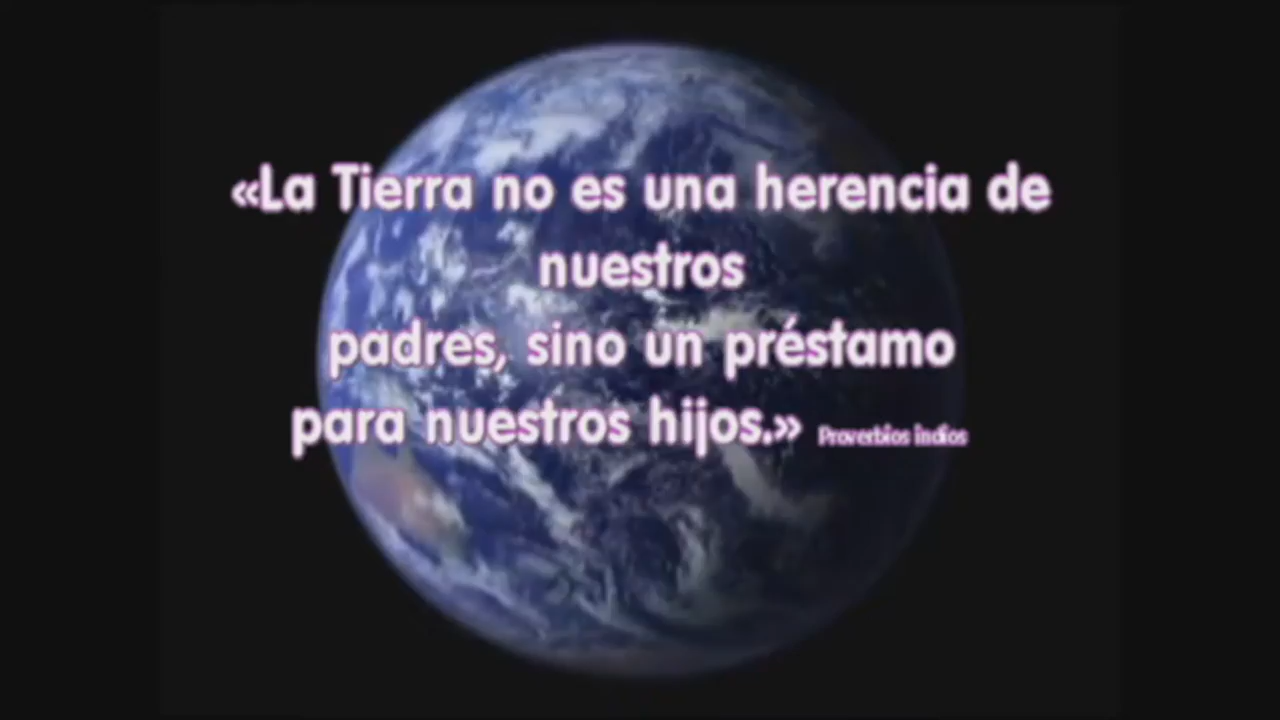 «La Tierra no es una herencia de
nuestros
padres, sino un préstamo
para nuestros hijos.» Proverbios indios